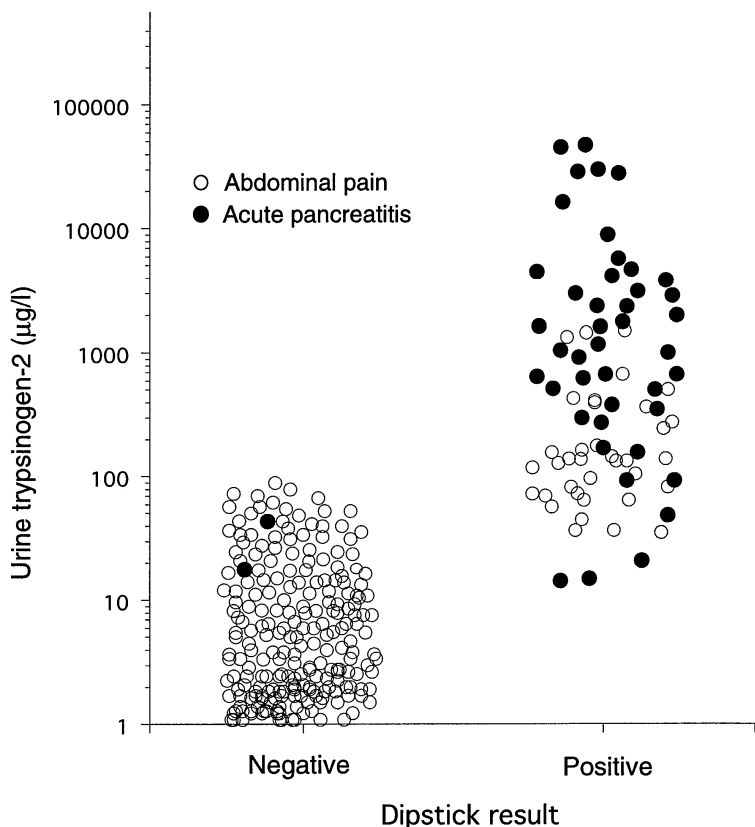 100000
Abdominal pain
Acute pancreatitis
10000
1000
100
10
1
Urine trypsinogen-2 (μg/l)
Negative
Positive
Dipstick result